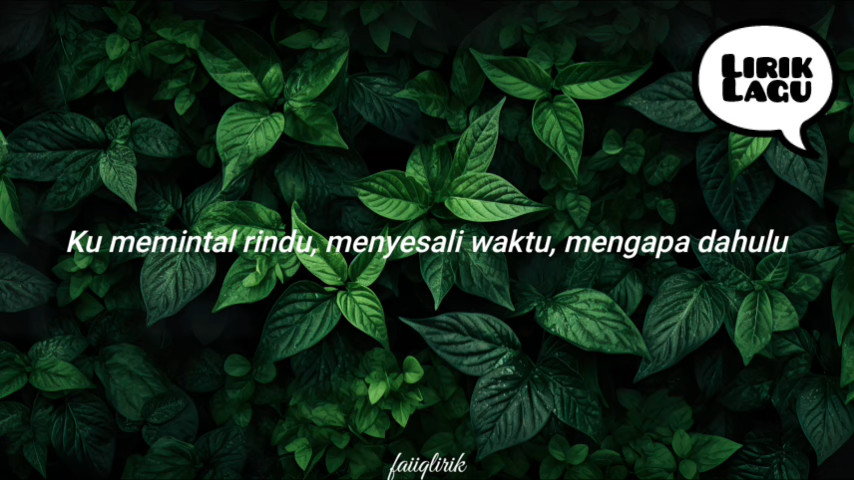 LIRIK
LAGU
Ku memintal rindu, menyesali waktu, mengapa dahulu
faiiqlirik